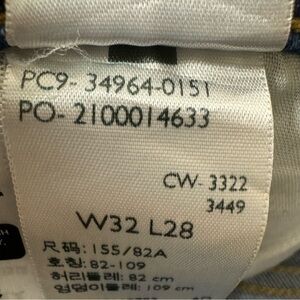 PC9- 34964-0151
PO- 2100014633
CW- 3322
3449
W32 L28
尺码: 155/82A
호칭: 82-109
허리둘레: 82 cm
엉덩이둘레: 109 cm